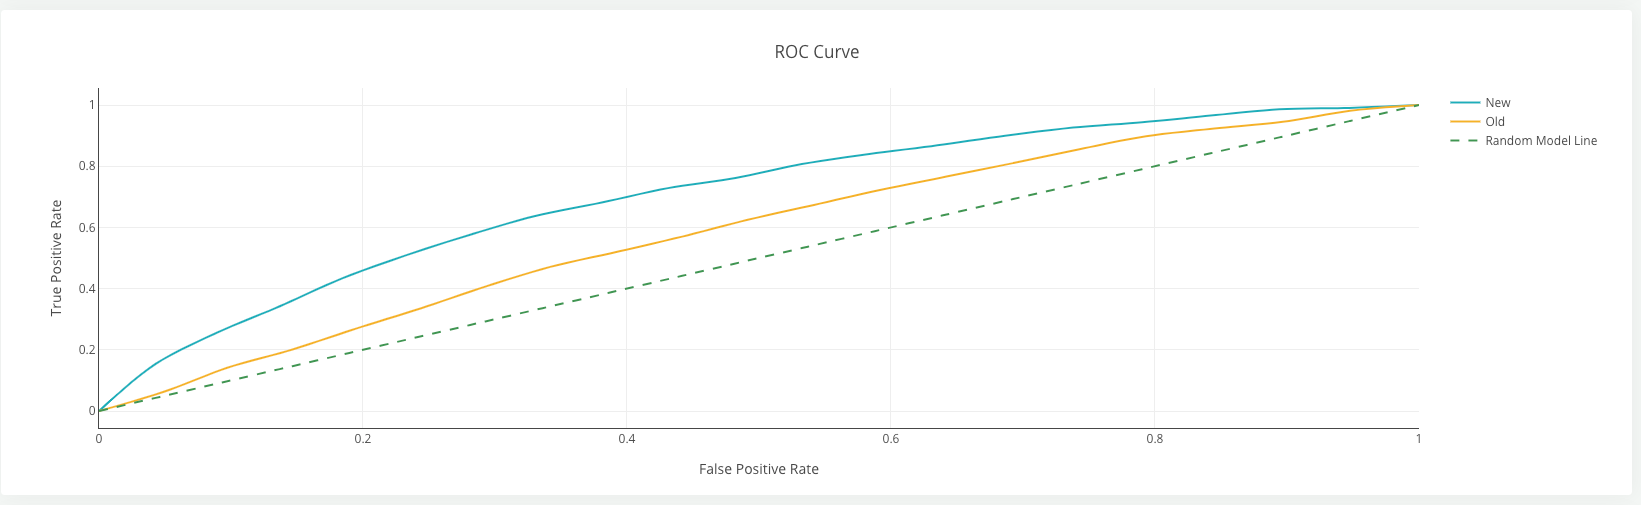 ROC Curve
New
Old
Random Model Line
True Positive Rate
1
0.8
0.6
0.4
0.2
0
0 0.2 0.4 0.6 0.8 1
False Positive Rate